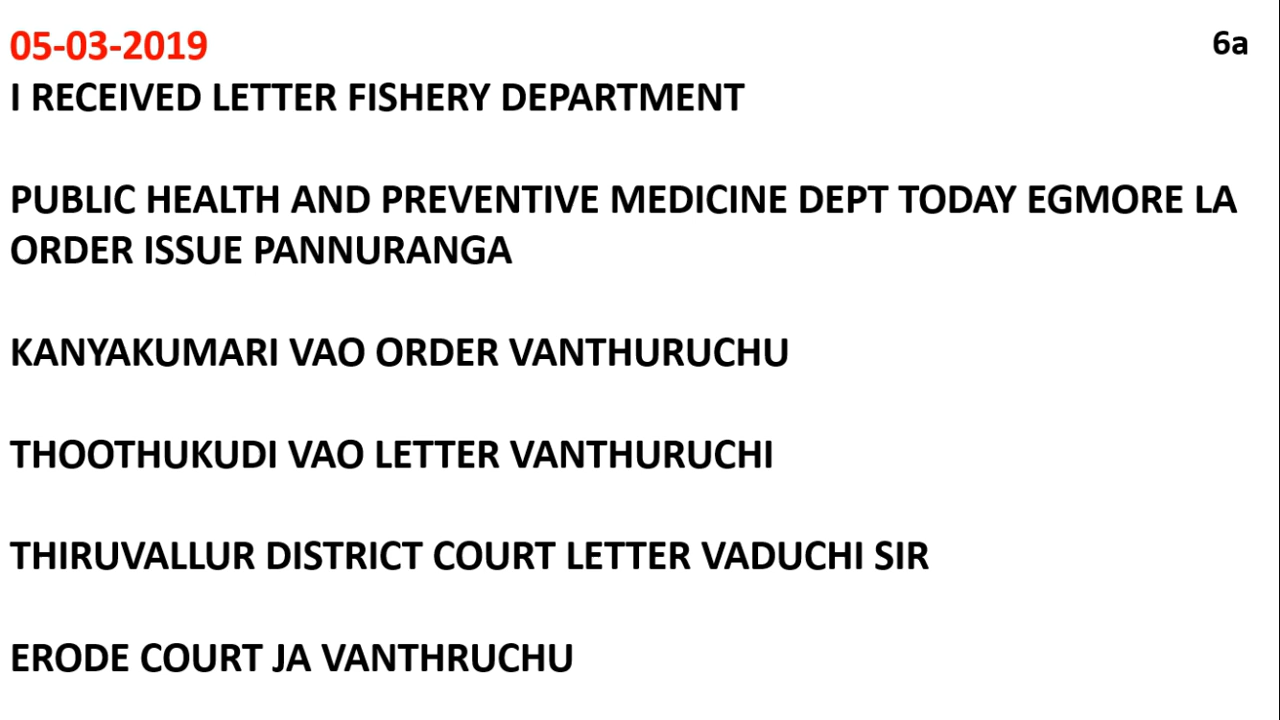 05-03-2019
6a
I RECEIVED LETTER FISHERY DEPARTMENT
PUBLIC HEALTH AND PREVENTIVE MEDICINE DEPT TODAY EGMORE LA
ORDER ISSUE PANNURANGA
KANYAKUMARI VAO ORDER VANTHURUCHU
THOOTHUKUDI VAO LETTER VANTHURUCHI
THIRUVALLUR DISTRICT COURT LETTER VADUCHI SIR
ERODE COURT JA VANTHRUCHU